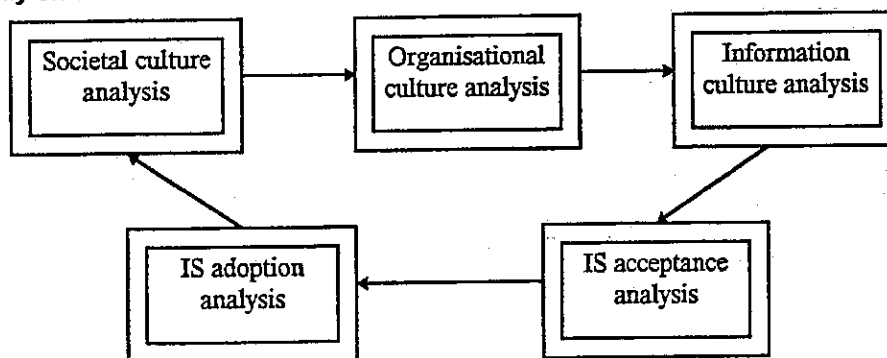 Societal culture
analysis
Organisational
culture analysis
Information
culture analysis
IS adoption
analysis
IS acceptance
analysis